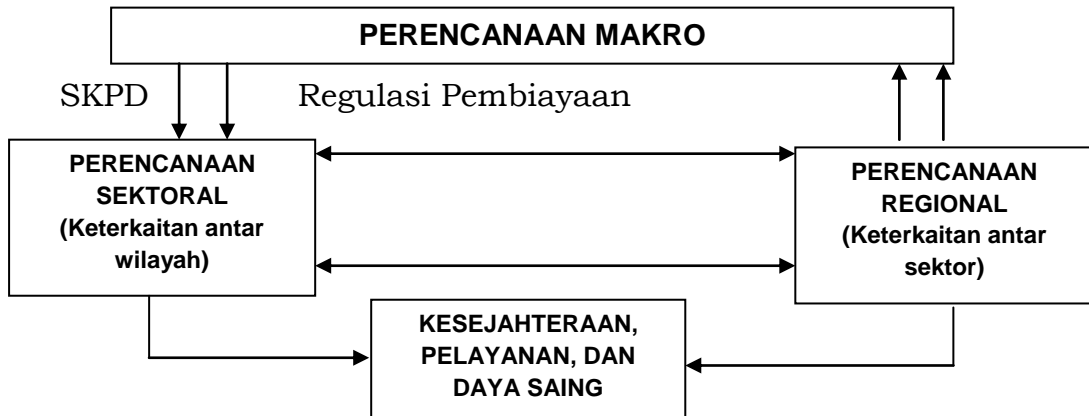 PERENCANAAN MAKRO
SKPD
Regulasi Pembiayaan
PERENCANAAN
SEKTORAL
(Keterkaitan antar
wilayah)
PERENCANAAN
REGIONAL
(Keterkaitan antar
sektor)
KESEJAHTERAAN,
PELAYANAN, DAN
DAYA SAING